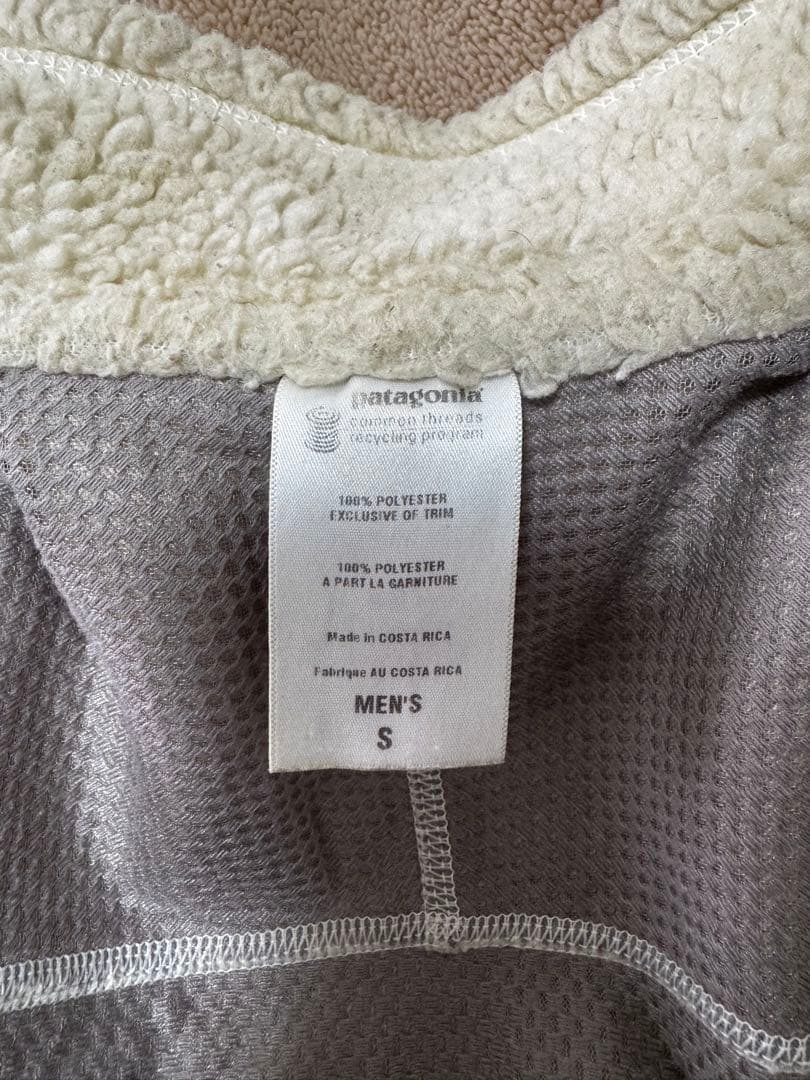 patagonia
common threads
recycling program
100% POLYESTER
EXCLUSIVE OF TRIM
100% POLYESTER
A PART LA GARNITURE
Made in COSTA RICA
Fabrique AU COSTA RICA
MEN'S
S